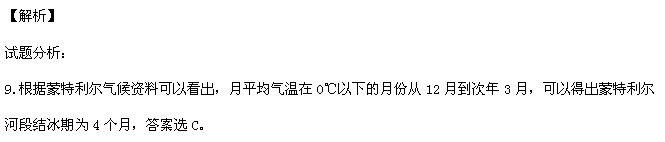 【解析】
试题分析：
9.根据蒙特利尔气候资料可以看出，月平均气温在0℃以下的月份从12月到次年3月，可以得出蒙特利尔
河段结冰期为4个月，答案选C。